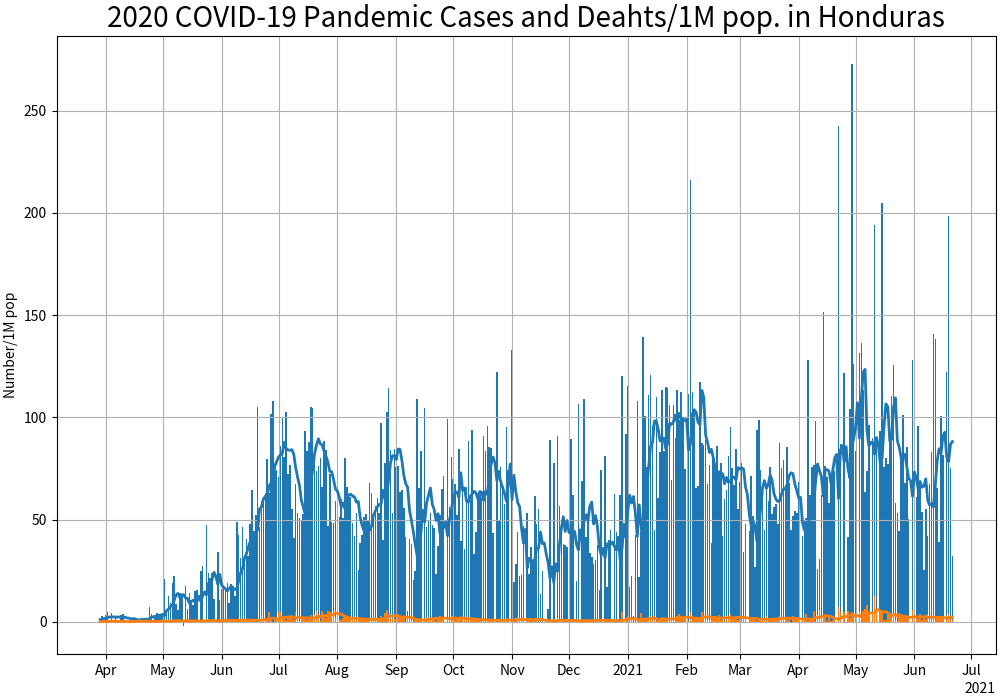 2020 COVID-19 Pandemic Cases and Deahts/1M pop. in Honduras
Number/1M pop
250
200
150
100
50
0
Apr May Jun Jul Aug Sep Oct Nov Dec 2021 Feb Mar Apr May Jun Jul
2021